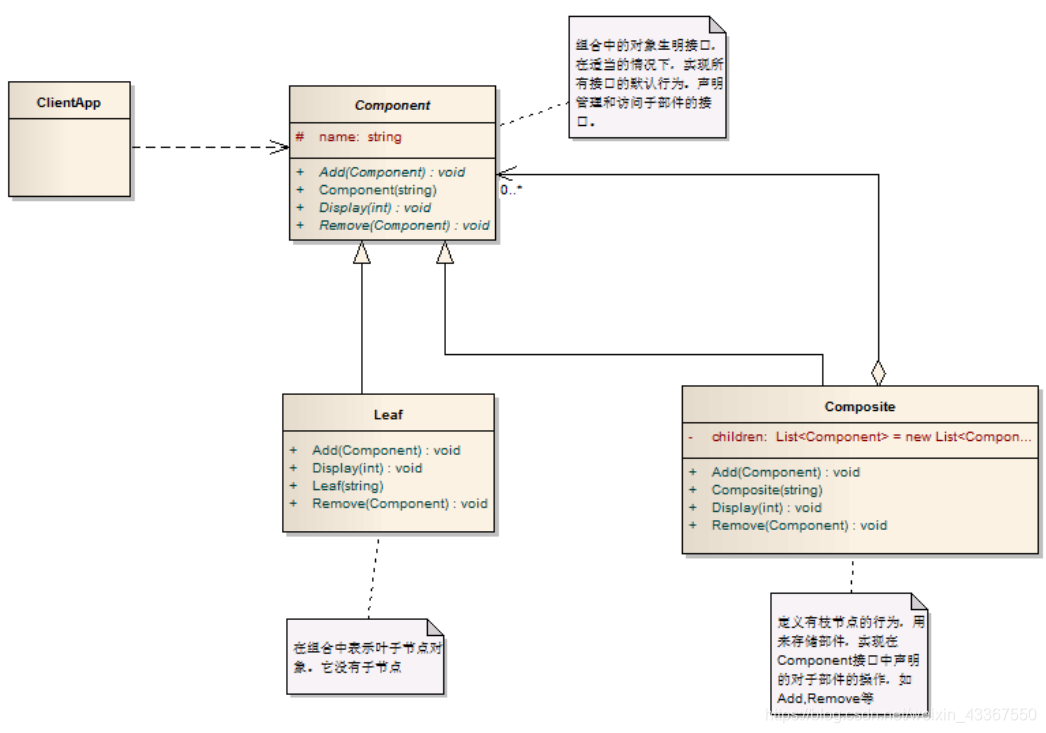 组合中的对象生明接口,
在适当的情况下，实现所
有接口的默认行为。声明
管理和访问子部件的接
口。
ClientApp
Component
# name: string
+ Add(Component) : void
+ Component(string)
+ Display(int) : void
+ Remove(Component) : void
0..*
Leaf
+ Add(Component) : void
+ Display(int) : void
+ Leaf(string)
+ Remove(Component) : void
Composite
- children: List<Component> = new List<Compon...
+ Add(Component) : void
+ Composite(string)
+ Display(int) : void
+ Remove(Component) : void
在组合中表示叶子节点对
象。它没有子节点
定义有枝节点的行为，用
来存储部件，实现在
Component接口中声明
的对子部件的操作，如
Add,Remove等
https://blog.csdn.net/weixin_43367550